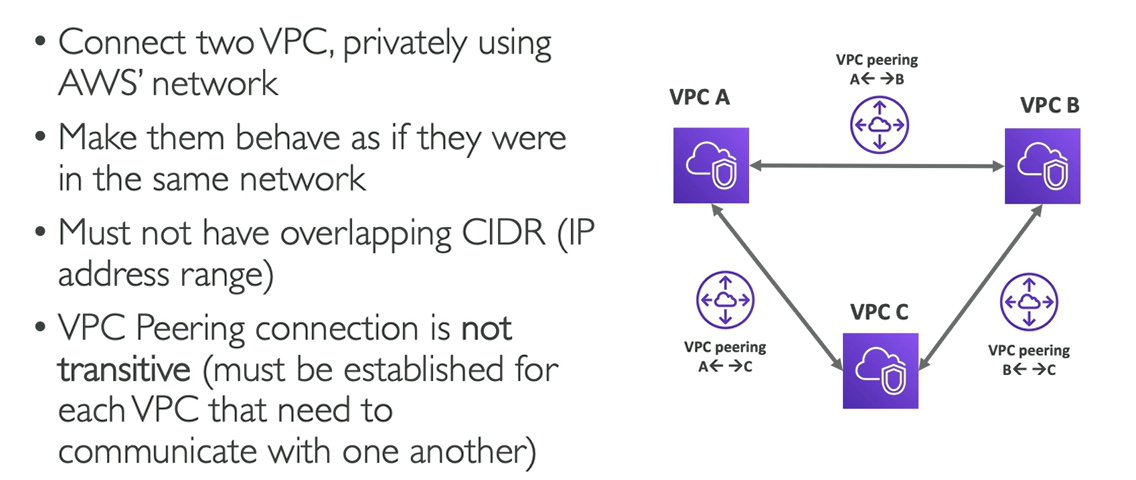 • Connect two VPC, privately using
AWS’ network
• Make them behave as if they were
in the same network
• Must not have overlapping CIDR (IP
address range)
• VPC Peering connection is not
transitive (must be established for
each VPC that need to
communicate with one another)
VPC peering
A← →B
VPC A
VPC B
VPC C
VPC peering
A← →C
VPC peering
B← →C